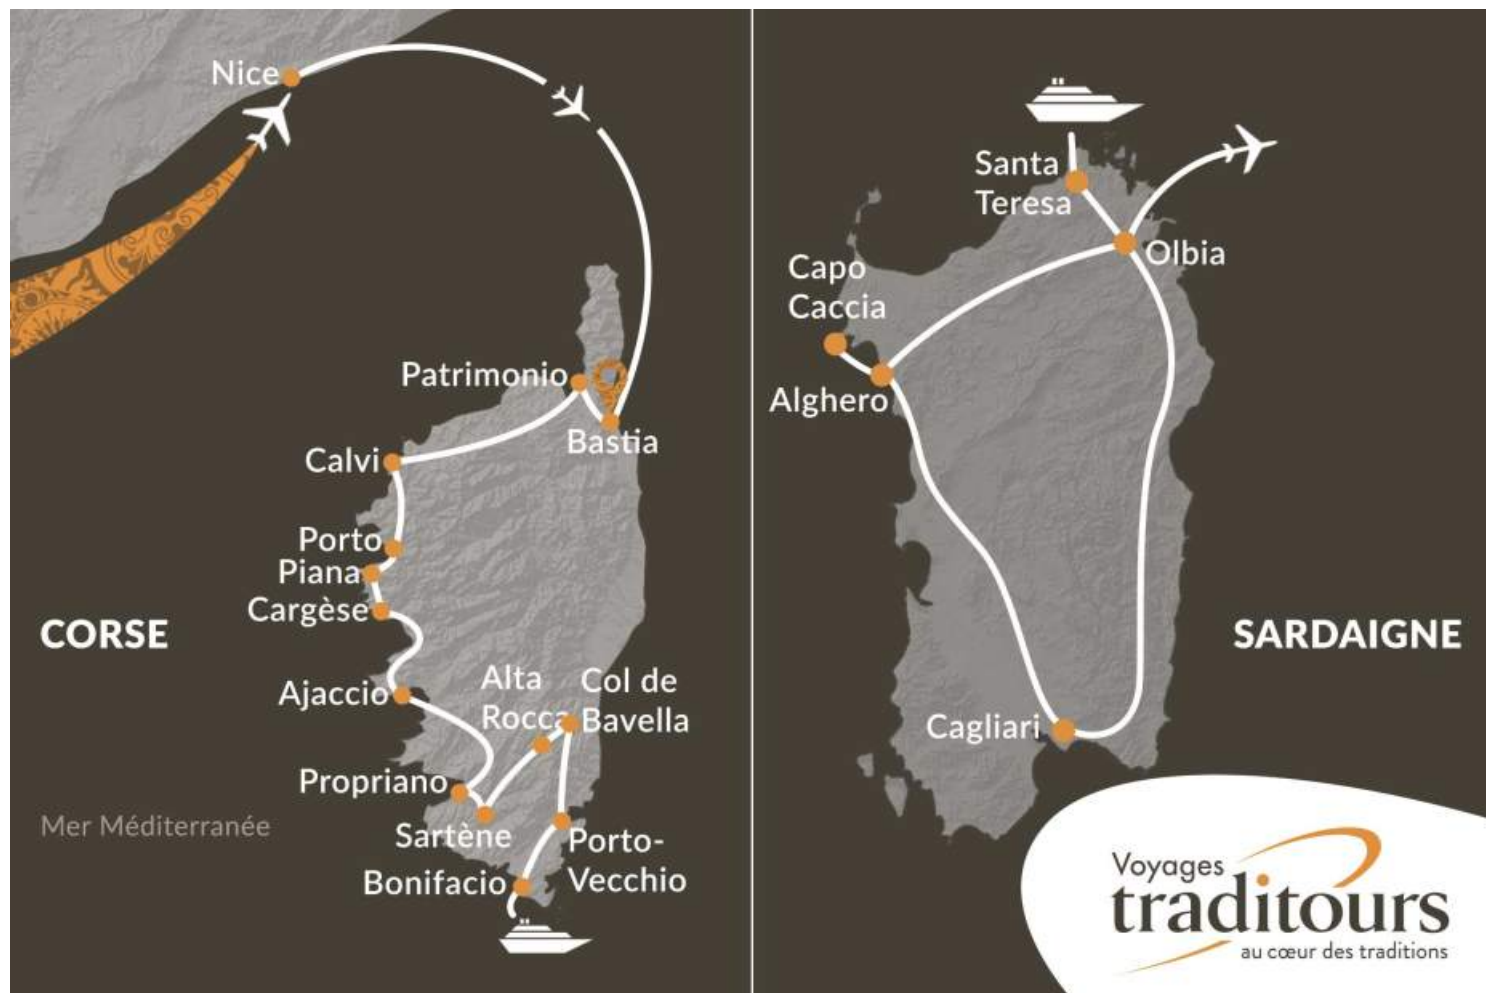 Nice
Patrimonio
Bastia
Calvi
Porto
Piana
Cargèse
CORSE
Ajaccio
Alta
Rocca
Col de
Bavella
Propriano
Mer Méditerranée
Sartène
Porto-
Vecchio
Bonifacio
Santa
Teresa
Olbia
Capo
Caccia
Alghero
SARDAIGNE
Cagliari
Voyages
traditours
au cœur des traditions